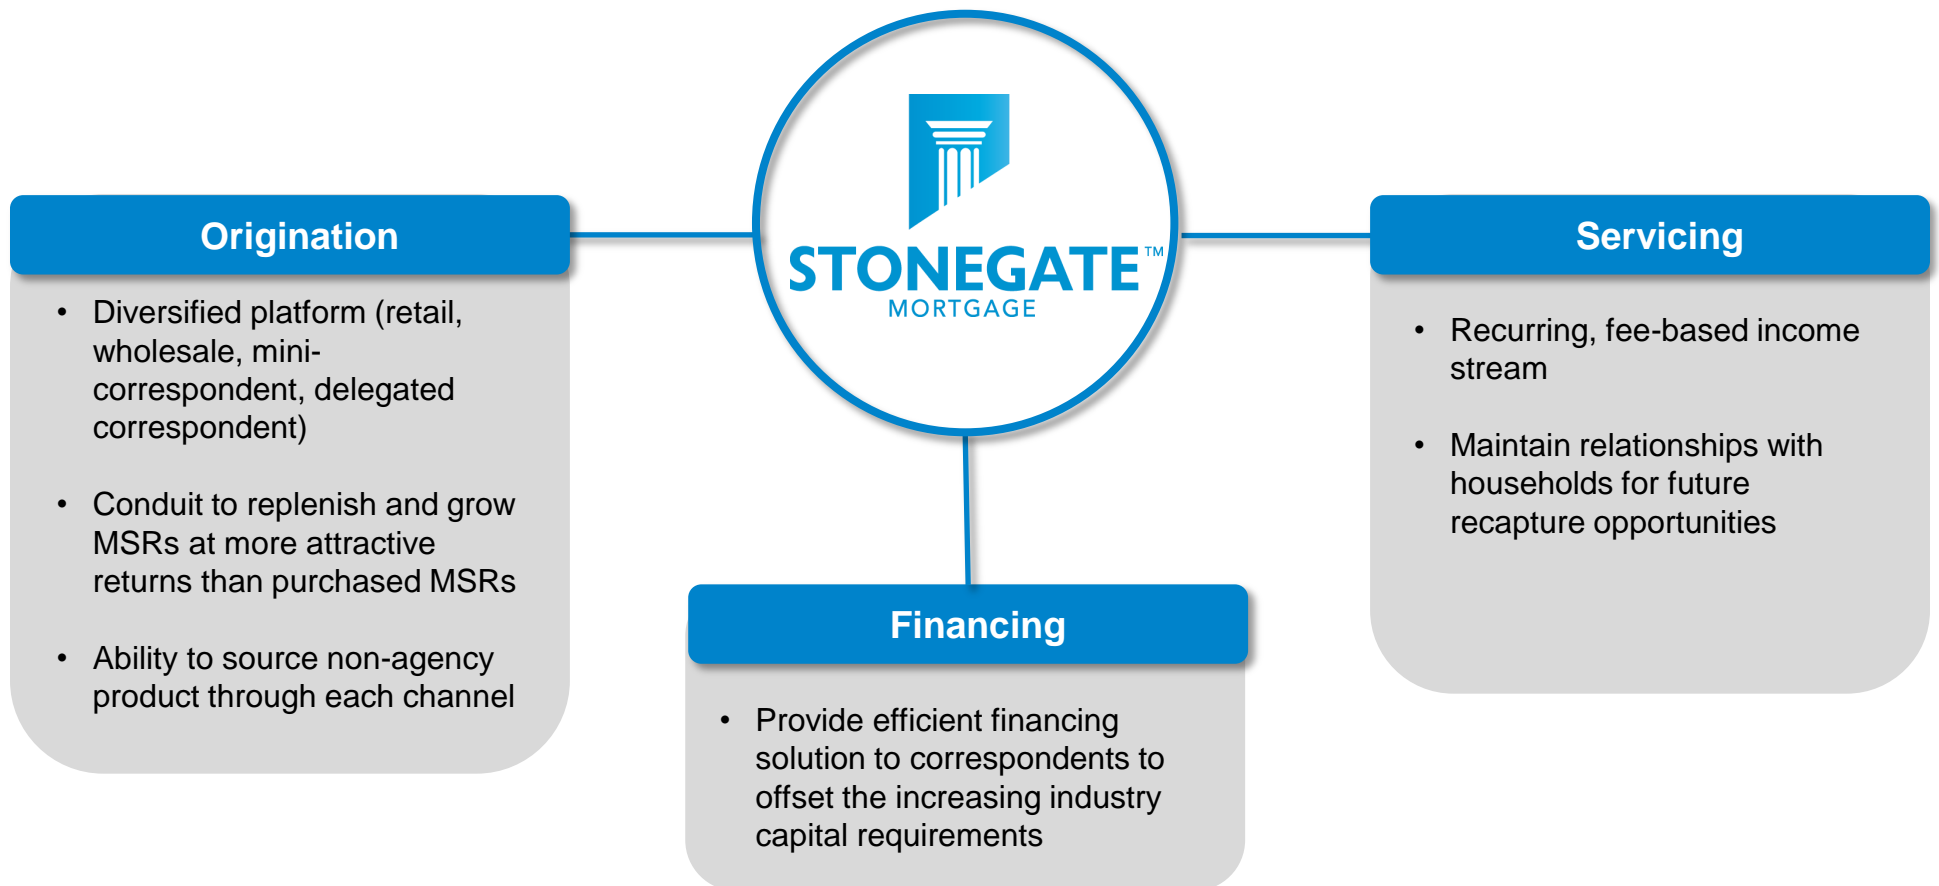 STONEGATE™
MORTGAGE
Origination
• Diversified platform (retail,
wholesale, mini-
correspondent, delegated
correspondent)
• Conduit to replenish and grow
MSRs at more attractive
returns than purchased MSRs
• Ability to source non-agency
product through each channel
Financing
• Provide efficient financing
solution to correspondents to
offset the increasing industry
capital requirements
Servicing
• Recurring, fee-based income
stream
• Maintain relationships with
households for future
recapture opportunities